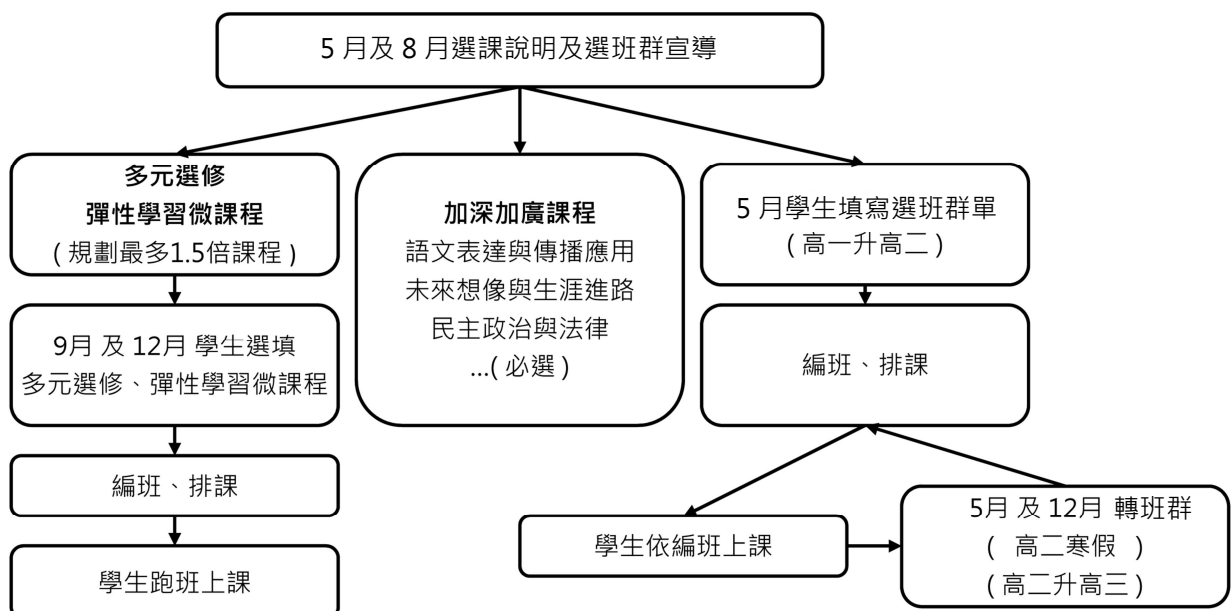 5 月及 8 月選課說明及選班群宣導
多元選修
彈性學習微課程
( 規劃最多1.5倍課程 )
9月 及 12月 學生選填
多元選修、彈性學習微課程
編班、排課
學生跑班上課
加深加廣課程
語文表達與傳播應用
未來想像與生涯進路
民主政治與法律
...( 必選 )
5 月學生填寫選班群單
( 高一升高二 )
編班、排課
學生依編班上課
5月 及 12月 轉班群
( 高二寒假 )
( 高二升高三 )